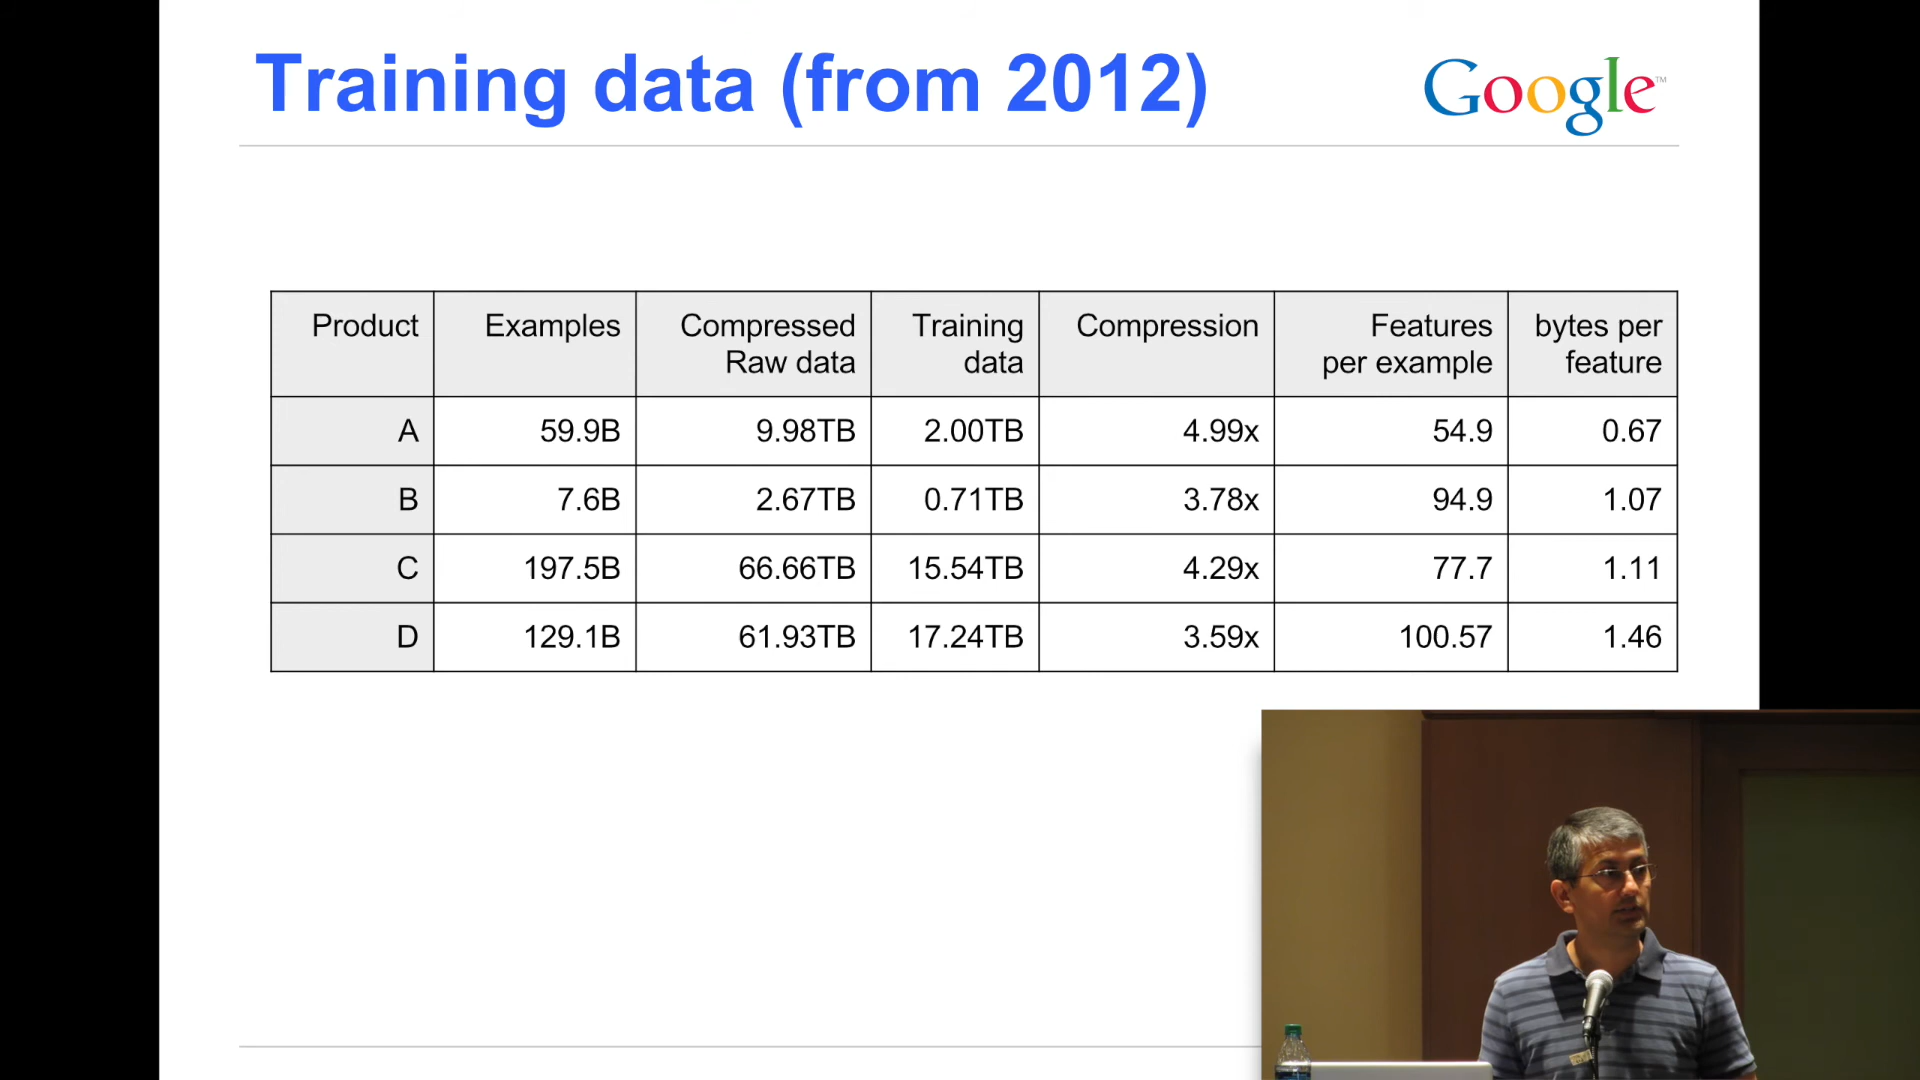 Training data (from 2012)
Google™
Product Examples Compressed Raw data Training data Compression Features per example bytes per feature
A 59.9B 9.98TB 2.00TB 4.99x 54.9 0.67
B 7.6B 2.67TB 0.71TB 3.78x 94.9 1.07
C 197.5B 66.66TB 15.54TB 4.29x 77.7 1.11
D 129.1B 61.93TB 17.24TB 3.59x 100.57 1.46